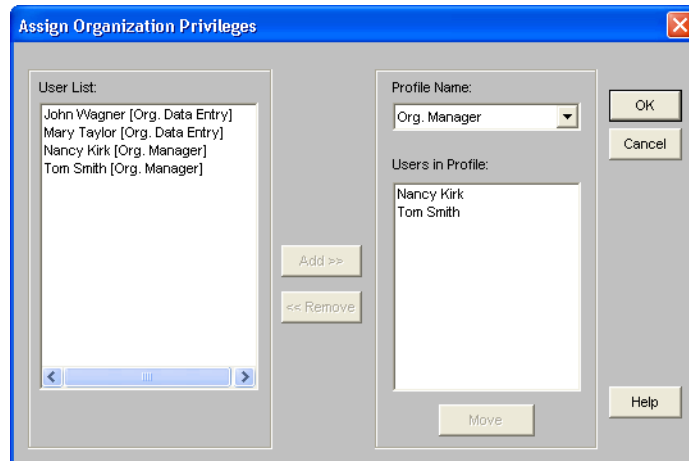 Assign Organization Privileges
User List:
John Wagner [Org. Data Entry]
Mary Taylor [Org. Data Entry]
Nancy Kirk [Org. Manager]
Tom Smith [Org. Manager]
Add >>
<< Remove
Profile Name:
Org. Manager
Users in Profile:
Nancy Kirk
Tom Smith
Move
OK
Cancel
Help